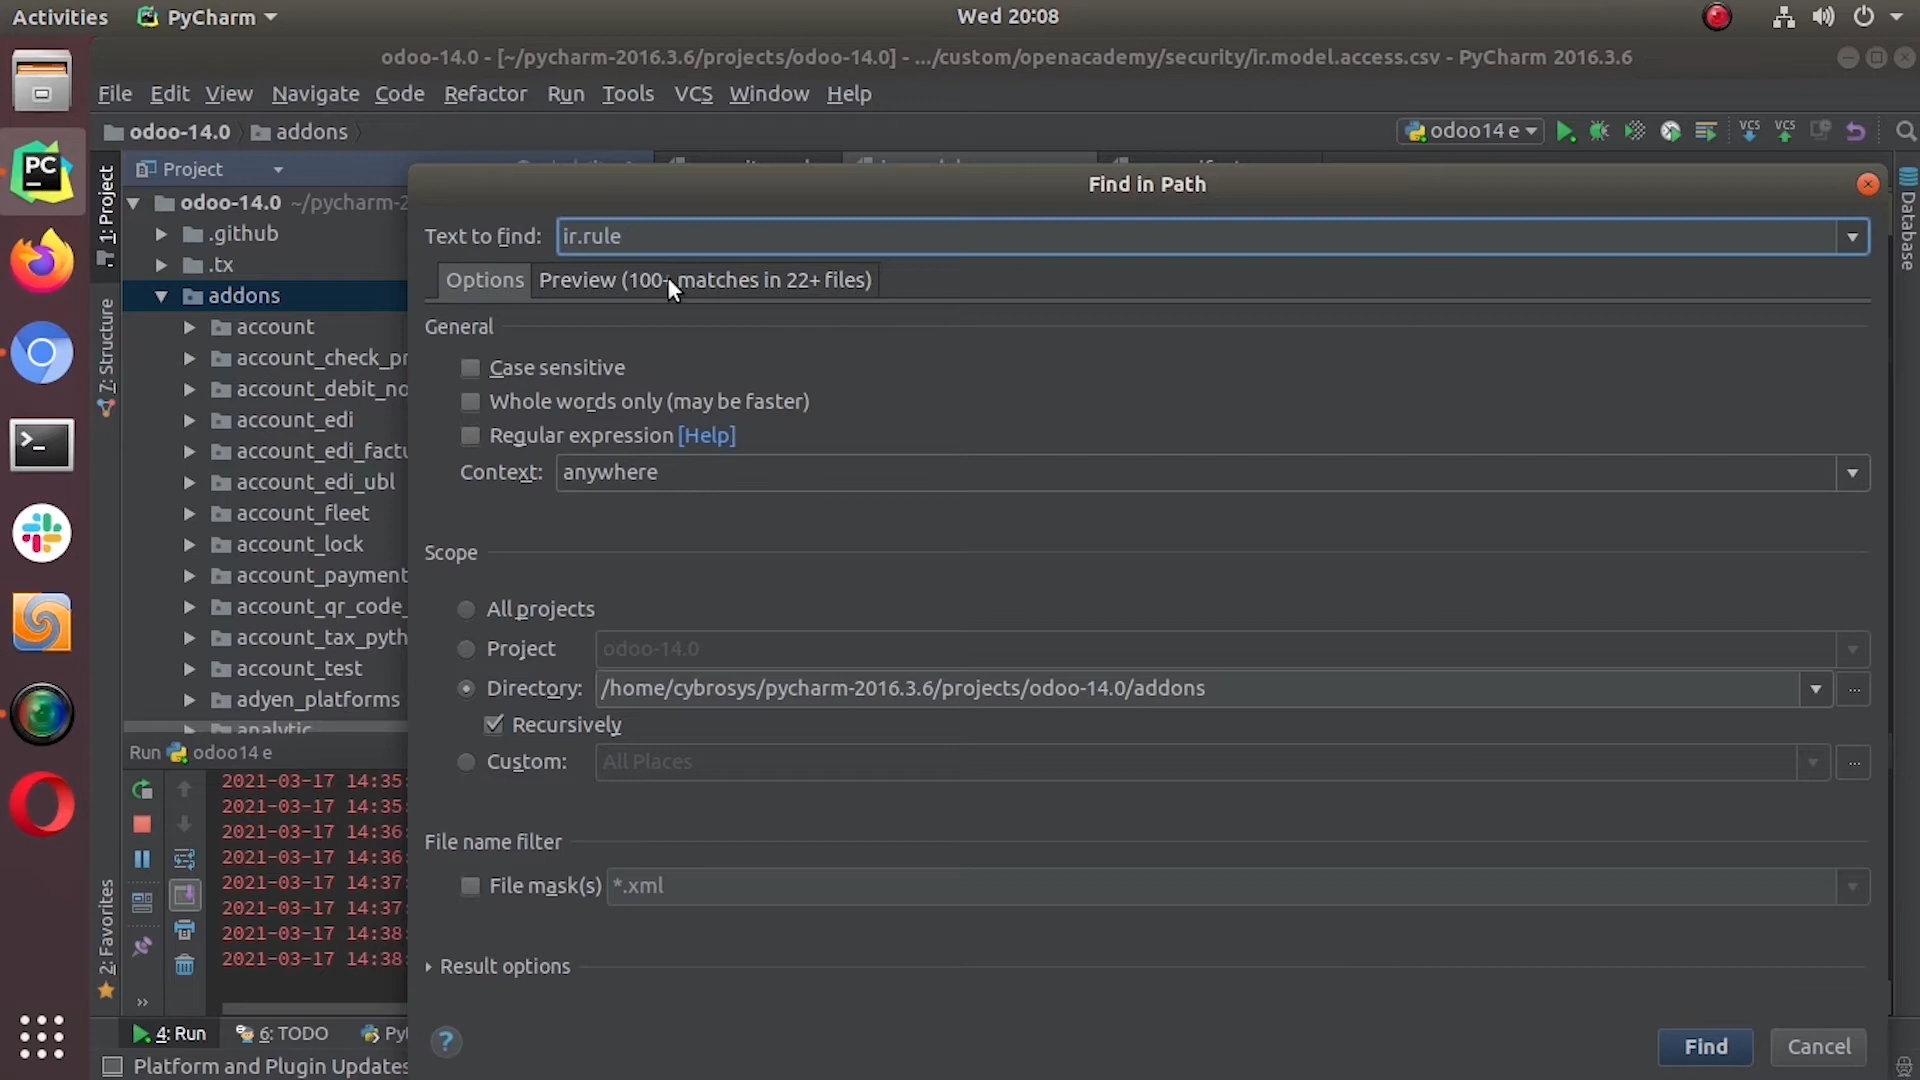 Activities PyCharm Wed 20:08
odoo-14.0 - [~/pycharm-2016.3.6/projects/odoo-14.0] - .../custom/openacademy/security/ir.model.access.csv - PyCharm 2016.3.6
File Edit View Navigate Code Refactor Run Tools VCS Window Help
odoo-14.0 addons odoo14 e VCS VCS
Project
Find in Path
odoo-14.0 ~/pycharm-2
.github
.tx
addons
account
account_check_pr
account_debit_no
account_edi
account_edi_factu
account_edi_ubl
account_fleet
account_lock
account_payment
account_qr_code_
account_tax_pyth
account_test
adyen_platforms
analytic
1: Project
7: Structure
2: Favorites
Database
Text to find: ir.rule
Options Preview (100+ matches in 22+ files)
General
Case sensitive
Whole words only (may be faster)
Regular expression [Help]
Context: anywhere
Scope
All projects
Project odoo-14.0
Directory: /home/cybrosys/pycharm-2016.3.6/projects/odoo-14.0/addons ...
Recursively
Custom: All Places ...
File name filter
File mask(s) *.xml
Result options
? Find Cancel
Run odoo14 e
2021-03-17 14:35:
2021-03-17 14:35:
2021-03-17 14:36:
2021-03-17 14:36:
2021-03-17 14:37:
2021-03-17 14:37:
2021-03-17 14:38:
2021-03-17 14:38:
4: Run 6: TODO
Platform and Plugin Updates
PC